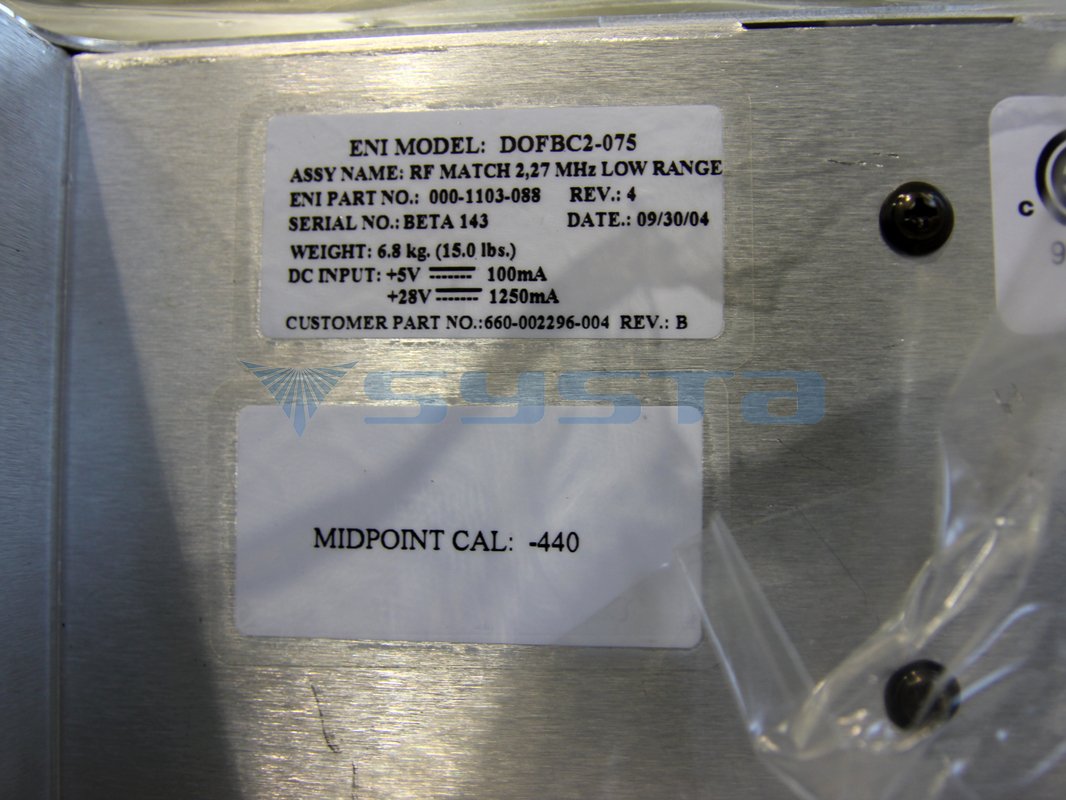 ENI MODEL: DOFBC2-075
ASSY NAME: RF MATCH 2,27 MHz LOW RANGE
ENI PART NO.: 000-1103-088 REV.: 4
SERIAL NO.: BETA 143 DATE.: 09/30/04
WEIGHT: 6.8 kg. (15.0 lbs.)
DC INPUT: +5V 100mA
+28V 1250mA
CUSTOMER PART NO.:660-002296-004 REV.: B
systa
MIDPOINT CAL: -440
c
9